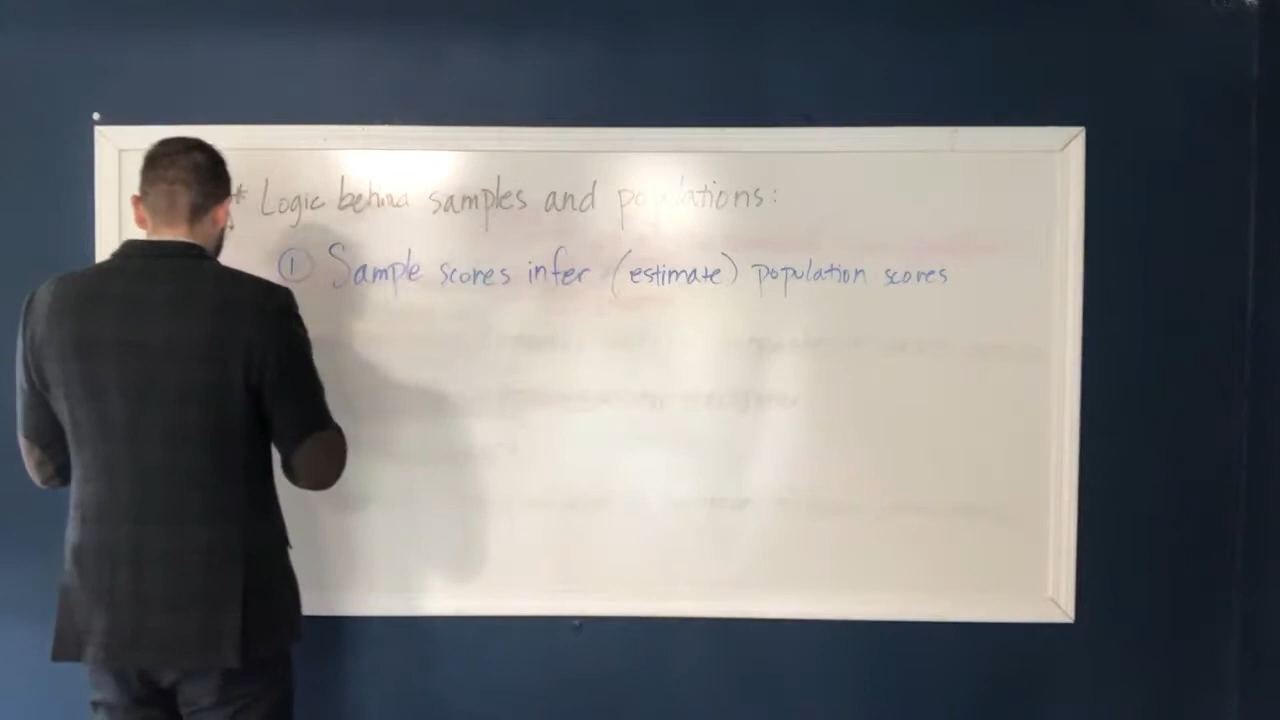 * Logic behind samples and populations:
① Sample scores infer (estimate) population scores